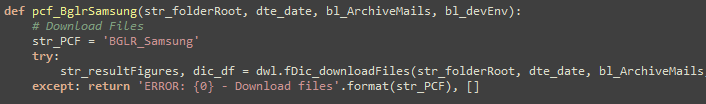 def pcf_BglrSamsung(str_folderRoot, dte_date, bl_ArchiveMails, bl_devEnv):
# Download Files
str_PCF = 'BGLR_Samsung'
try:
str_resultFigures, dic_df = dwl.fDic_downloadFiles(str_folderRoot, dte_date, bl_ArchiveMails,
except: return 'ERROR: {0} - Download files'.format(str_PCF), []